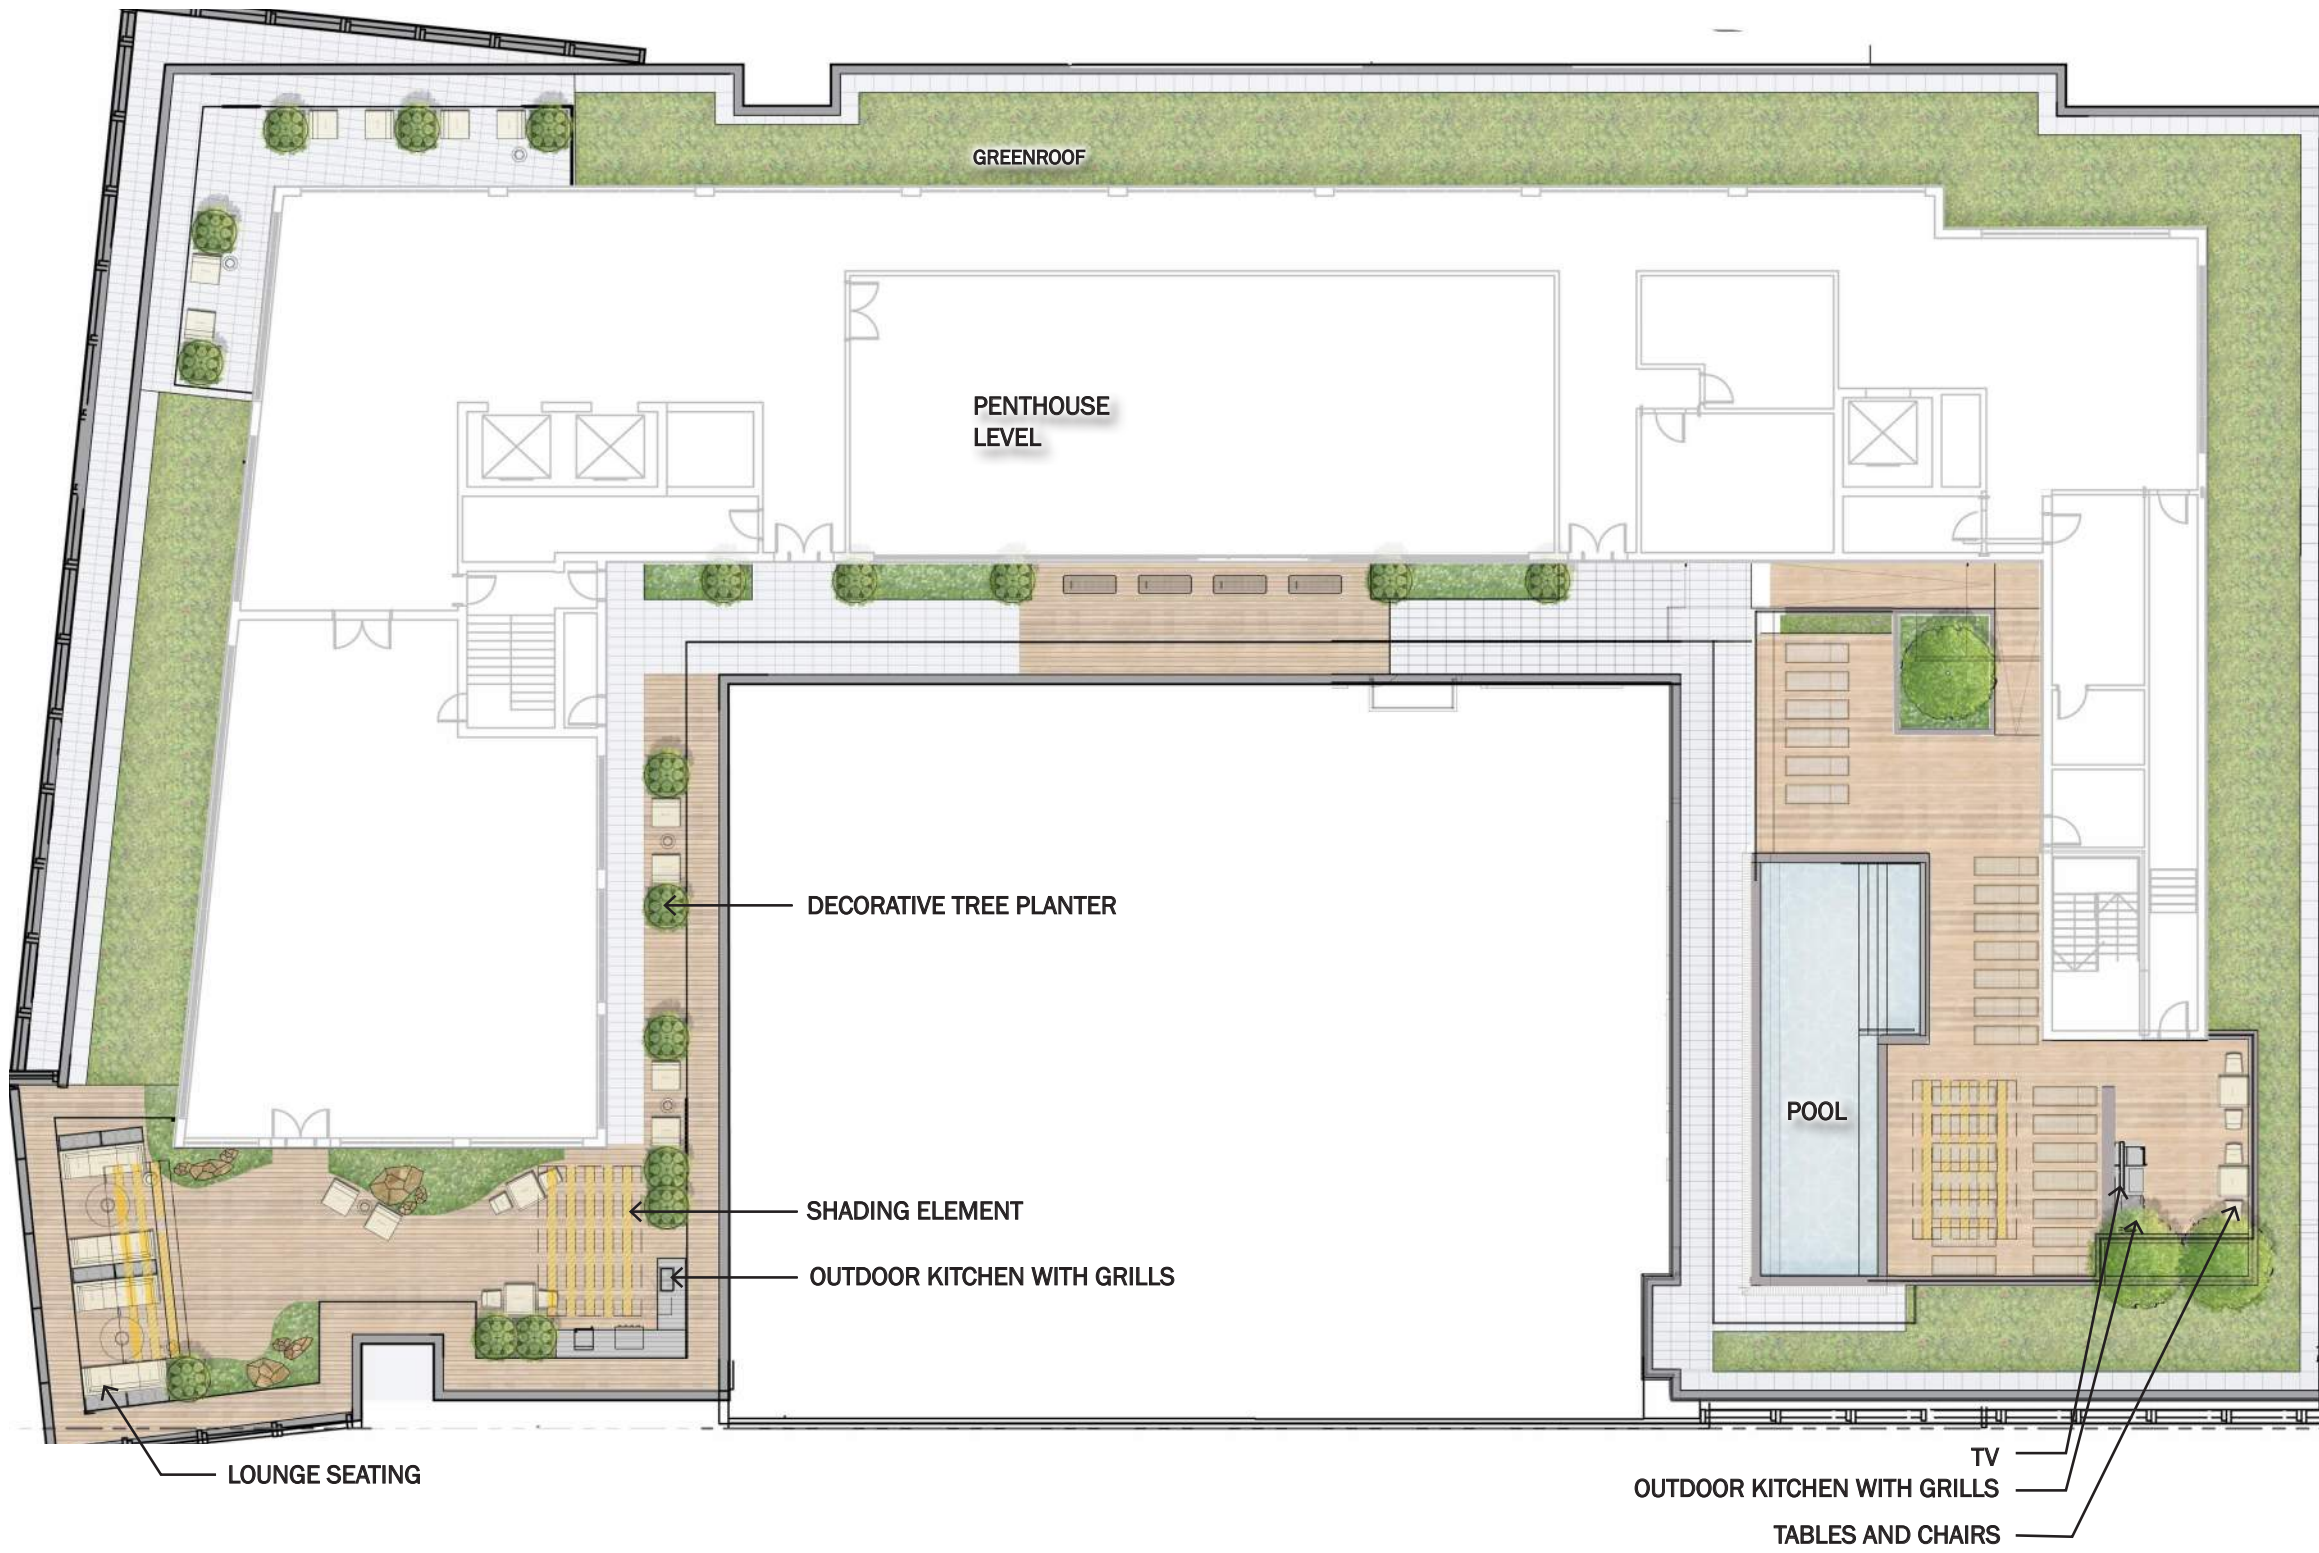 GREENROOF
PENTHOUSE
LEVEL
DECORATIVE TREE PLANTER
POOL
SHADING ELEMENT
OUTDOOR KITCHEN WITH GRILLS
LOUNGE SEATING
TV
OUTDOOR KITCHEN WITH GRILLS
TABLES AND CHAIRS